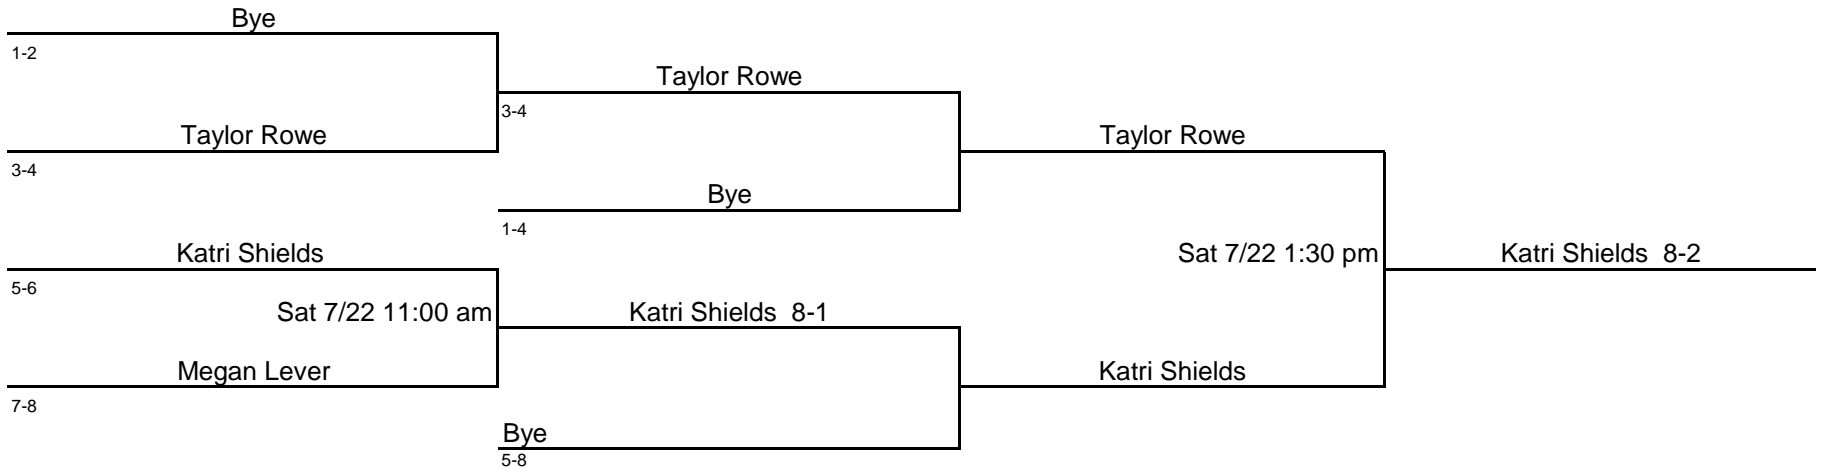 Bye
1-2
Taylor Rowe
3-4
Taylor Rowe
3-4
Taylor Rowe
Bye
1-4
Katri Shields
5-6
Sat 7/22 1:30 pm
Katri Shields 8-2
Sat 7/22 11:00 am
Katri Shields 8-1
Megan Lever
7-8
Katri Shields
Bye
5-8